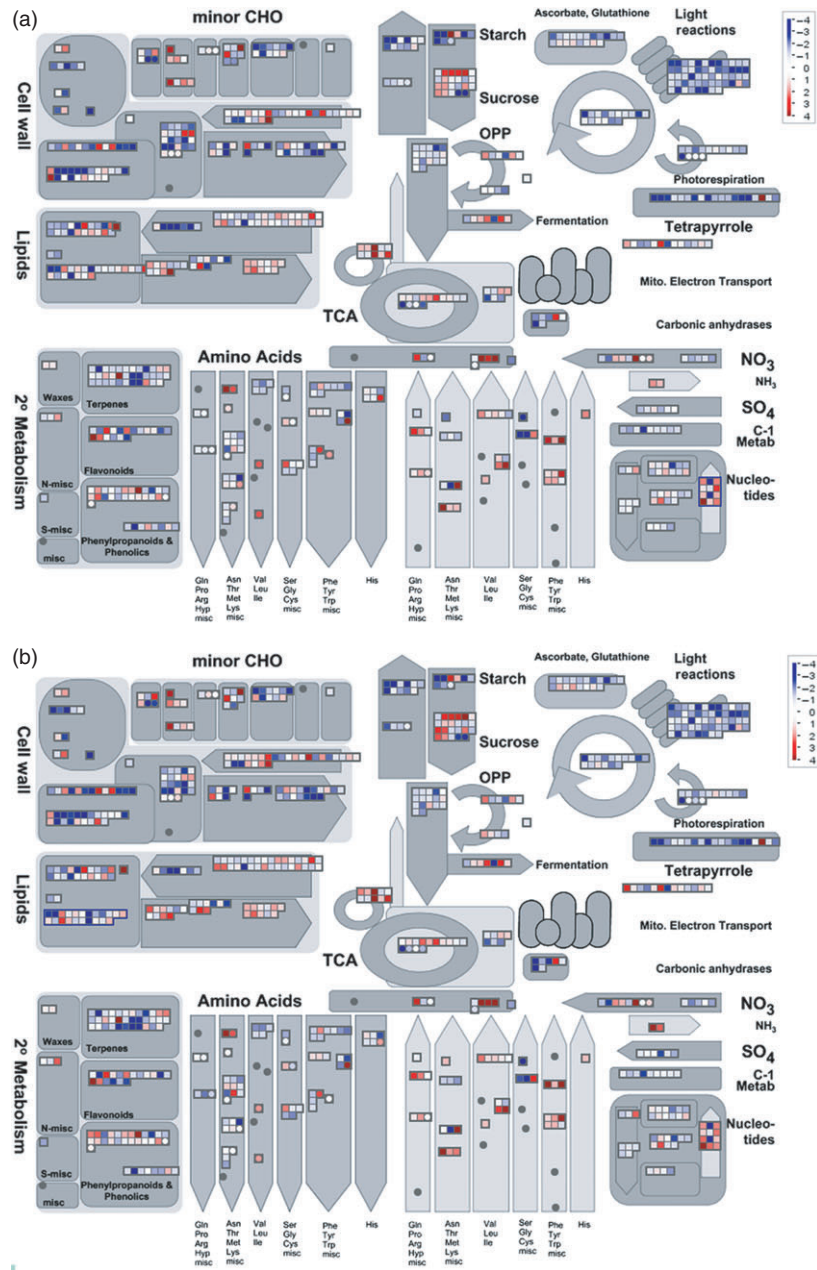 (a)
minor CHO
Starch
Sucrose
OPP
Fermentation
Ascorbate, Glutathione
Light
reactions
−4
−3
−2
−1
0
1
2
3
4
Cell wall
Lipids
Photorespiration
Tetrapyrrole
Mito. Electron Transport
Carbonic anhydrases
TCA
Amino Acids
2° Metabolism
Waxes
Terpenes
N-misc
Flavonoids
S-misc
misc
Phenylpropanoids &
Phenolics
NO3
NH3
SO4
C-1
Metab
Nucleo-
tides
Gln
Pro
Arg
Hyp
misc
Asn
Thr
Met
Lys
misc
Val
Leu
Ile
Ser
Gly
Cys
misc
Phe
Tyr
Trp
misc
His
Gln
Pro
Arg
Hyp
misc
Asn
Thr
Met
Lys
misc
Val
Leu
Ile
Ser
Gly
Cys
misc
Phe
Tyr
Trp
misc
His
(b)
minor CHO
Starch
Sucrose
OPP
Fermentation
Ascorbate, Glutathione
Light
reactions
−4
−3
−2
−1
0
1
2
3
4
Cell wall
Lipids
Photorespiration
Tetrapyrrole
Mito. Electron Transport
Carbonic anhydrases
TCA
Amino Acids
2° Metabolism
Waxes
Terpenes
N-misc
Flavonoids
S-misc
misc
Phenylpropanoids &
Phenolics
NO3
NH3
SO4
C-1
Metab
Nucleo-
tides
Gln
Pro
Arg
Hyp
misc
Asn
Thr
Met
Lys
misc
Val
Leu
Ile
Ser
Gly
Cys
misc
Phe
Tyr
Trp
misc
His
Gln
Pro
Arg
Hyp
misc
Asn
Thr
Met
Lys
misc
Val
Leu
Ile
Ser
Gly
Cys
misc
Phe
Tyr
Trp
misc
His